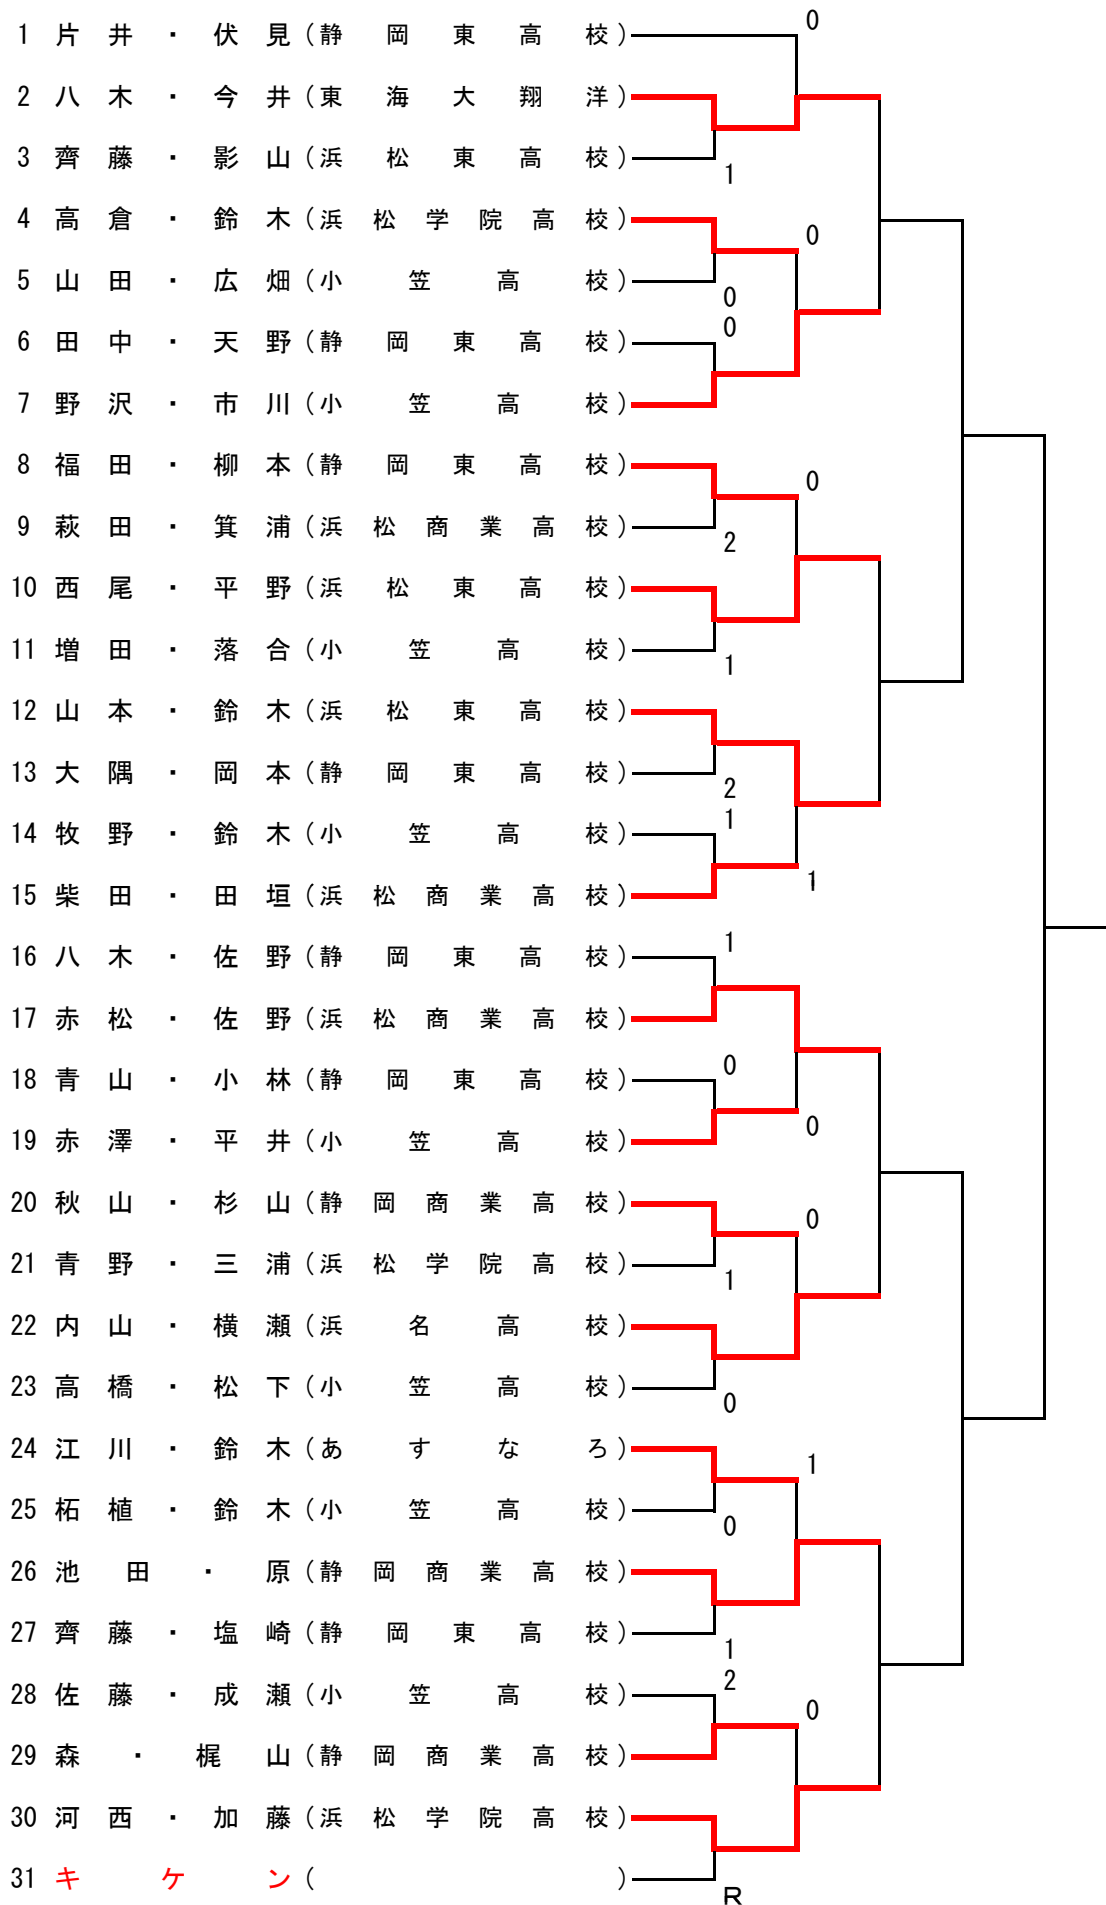 1 片井・伏見(静岡東高校) 0
2 八木・今井(東海大翔洋)
3 齊藤・影山(浜松東高校) 1
4 高倉・鈴木(浜松学院高校) 0
5 山田・広畑(小笠高校) 0
6 田中・天野(静岡東高校) 0
7 野沢・市川(小笠高校)
8 福田・柳本(静岡東高校) 0
9 萩田・箕浦(浜松商業高校) 2
10 西尾・平野(浜松東高校)
11 増田・落合(小笠高校) 1
12 山本・鈴木(浜松東高校)
13 大隅・岡本(静岡東高校) 2
14 牧野・鈴木(小笠高校) 1
15 柴田・田垣(浜松商業高校) 1
16 八木・佐野(静岡東高校) 1
17 赤松・佐野(浜松商業高校)
18 青山・小林(静岡東高校) 0
19 赤澤・平井(小笠高校) 0
20 秋山・杉山(静岡商業高校) 0
21 青野・三浦(浜松学院高校) 1
22 内山・横瀬(浜名高校)
23 高橋・松下(小笠高校) 0
24 江川・鈴木(あすなろ) 1
25 柘植・鈴木(小笠高校) 0
26 池田・原(静岡商業高校)
27 齊藤・塩崎(静岡東高校) 1
28 佐藤・成瀬(小笠高校) 2 0
29 森・梶山(静岡商業高校)
30 河西・加藤(浜松学院高校)
31 キケン( ) R